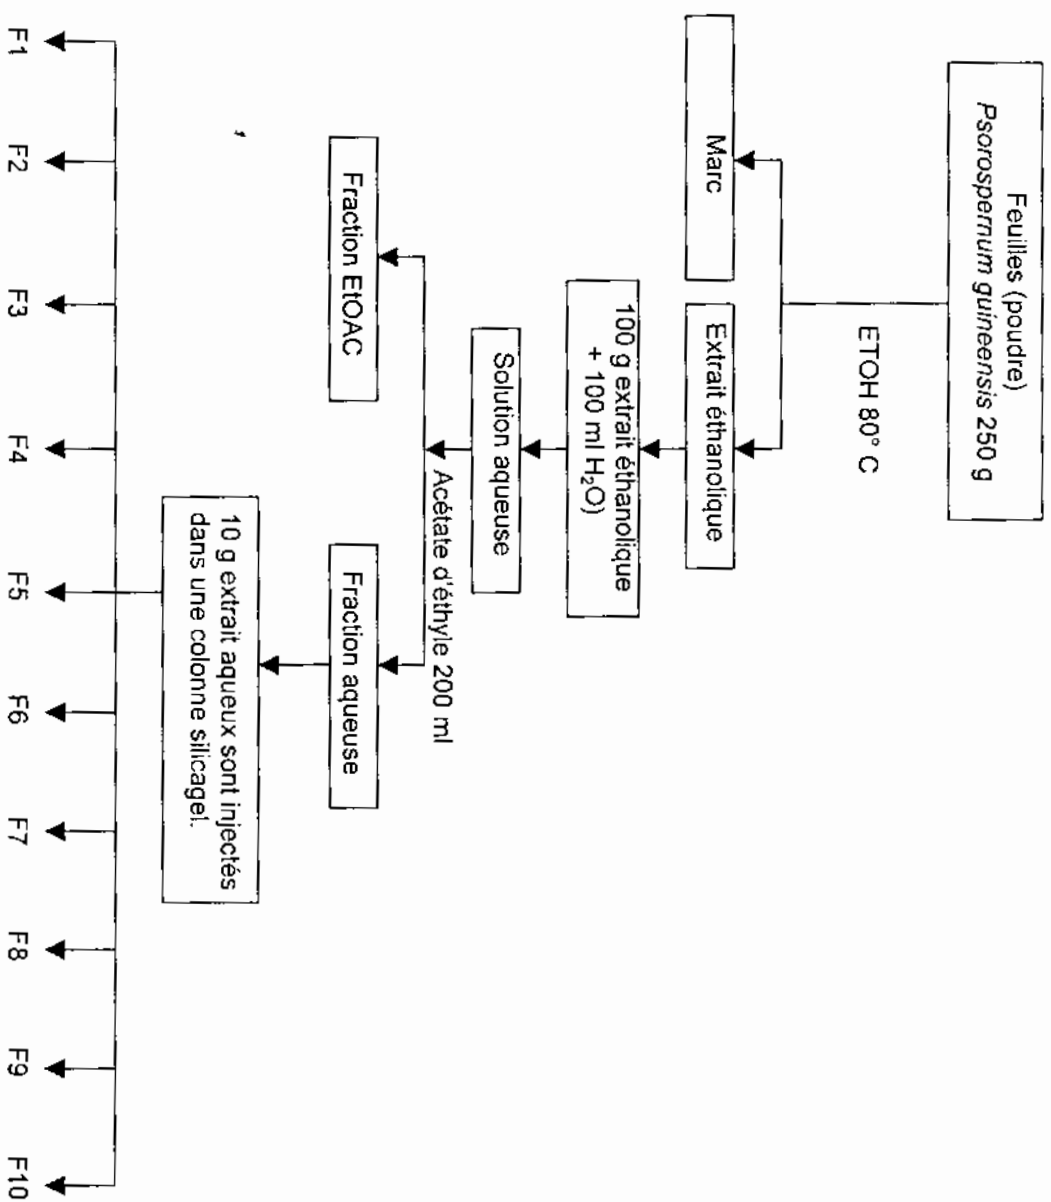 Feuilles (poudre)
Psorospernum guineensis 250 g
ETOH 80° C
Marc
Extrait éthanolique
100 g extrait éthanolique
+ 100 ml H₂O)
Solution aqueuse
Acétate d'éthyle 200 ml
Fraction EtOAC
Fraction aqueuse
10 g extrait aqueux sont injectés
dans une colonne silicagel.
F1
F2
F3
F4
F5
F6
F7
F8
F9
F10